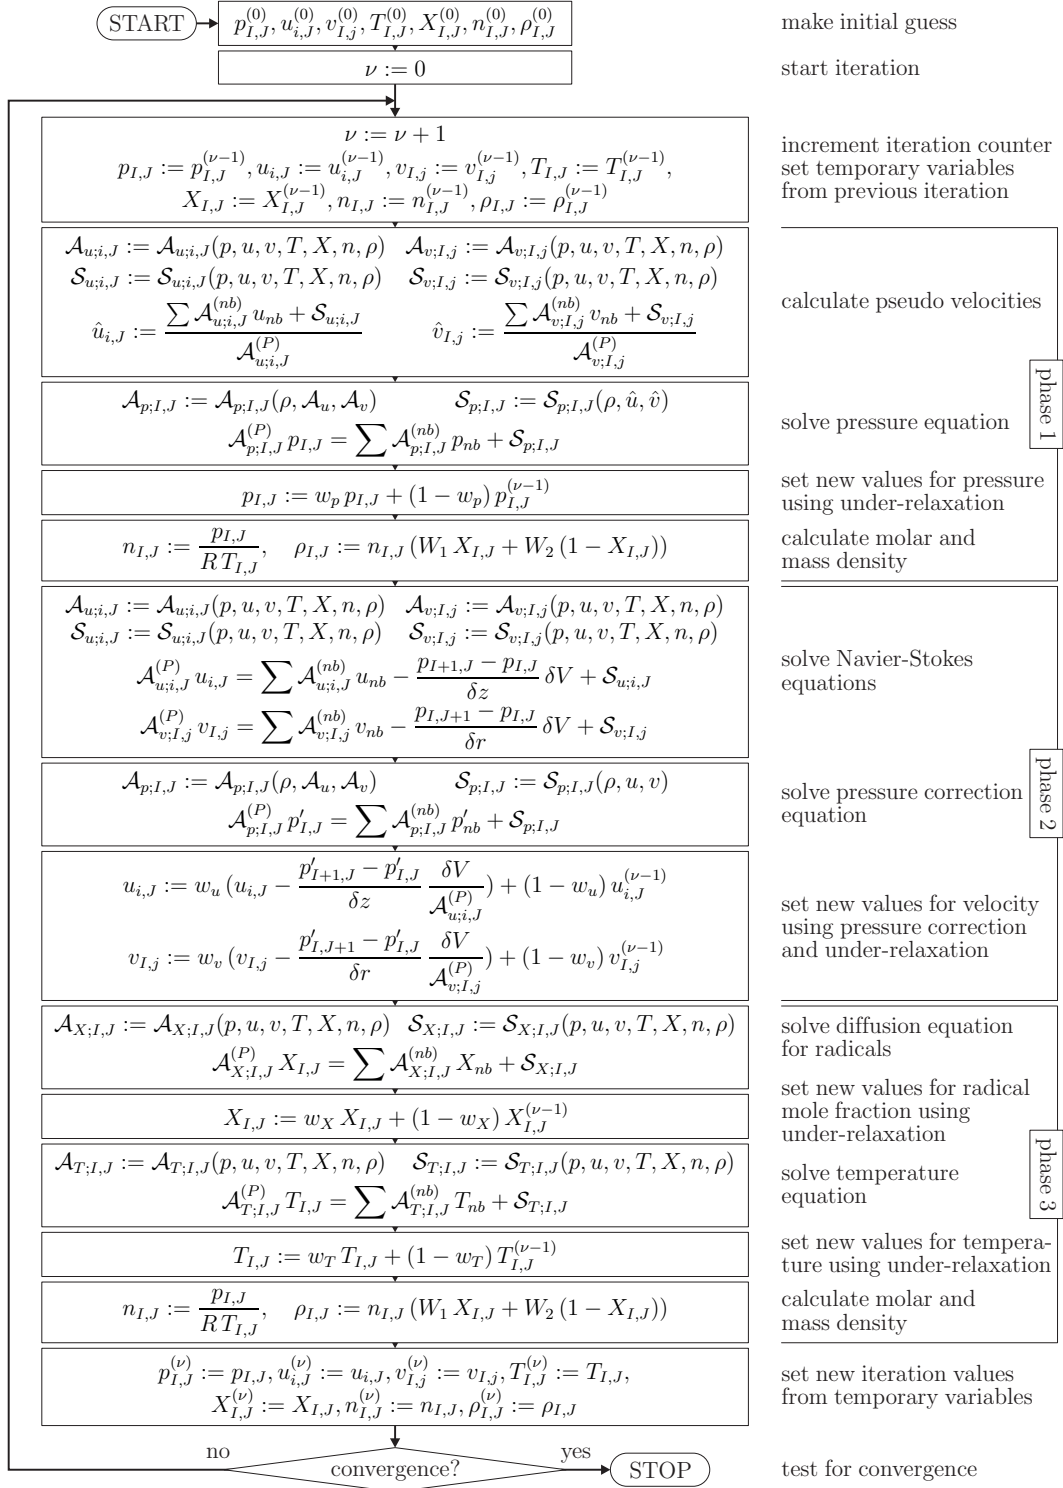 START p_{I,J}^{(0)}, u_{i,J}^{(0)}, v_{I,j}^{(0)}, T_{I,J}^{(0)}, X_{I,J}^{(0)}, n_{I,J}^{(0)}, ρ_{I,J}^{(0)} make initial guess
ν := 0 start iteration
ν := ν + 1
p_{I,J} := p_{I,J}^{(ν−1)}, u_{i,J} := u_{i,J}^{(ν−1)}, v_{I,j} := v_{I,j}^{(ν−1)}, T_{I,J} := T_{I,J}^{(ν−1)},
X_{I,J} := X_{I,J}^{(ν−1)}, n_{I,J} := n_{I,J}^{(ν−1)}, ρ_{I,J} := ρ_{I,J}^{(ν−1)}
increment iteration counter
set temporary variables
from previous iteration
𝒜_{u;i,J} := 𝒜_{u;i,J}(p, u, v, T, X, n, ρ) 𝒜_{v;I,j} := 𝒜_{v;I,j}(p, u, v, T, X, n, ρ)
𝒮_{u;i,J} := 𝒮_{u;i,J}(p, u, v, T, X, n, ρ) 𝒮_{v;I,j} := 𝒮_{v;I,j}(p, u, v, T, X, n, ρ)
û_{i,J} := \frac{∑ 𝒜_{u;i,J}^{(nb)} u_{nb} + 𝒮_{u;i,J}}{𝒜_{u;i,J}^{(P)}} v̂_{I,j} := \frac{∑ 𝒜_{v;I,j}^{(nb)} v_{nb} + 𝒮_{v;I,j}}{𝒜_{v;I,j}^{(P)}}
calculate pseudo velocities
phase 1
𝒜_{p;I,J} := 𝒜_{p;I,J}(ρ, 𝒜_u, 𝒜_v) 𝒮_{p;I,J} := 𝒮_{p;I,J}(ρ, û, v̂)
𝒜_{p;I,J}^{(P)} p_{I,J} = ∑ 𝒜_{p;I,J}^{(nb)} p_{nb} + 𝒮_{p;I,J}
solve pressure equation
p_{I,J} := w_p p_{I,J} + (1 − w_p) p_{I,J}^{(ν−1)}
set new values for pressure
using under-relaxation
n_{I,J} := \frac{p_{I,J}}{R T_{I,J}}, ρ_{I,J} := n_{I,J} (W_1 X_{I,J} + W_2 (1 − X_{I,J}))
calculate molar and
mass density
𝒜_{u;i,J} := 𝒜_{u;i,J}(p, u, v, T, X, n, ρ) 𝒜_{v;I,j} := 𝒜_{v;I,j}(p, u, v, T, X, n, ρ)
𝒮_{u;i,J} := 𝒮_{u;i,J}(p, u, v, T, X, n, ρ) 𝒮_{v;I,j} := 𝒮_{v;I,j}(p, u, v, T, X, n, ρ)
𝒜_{u;i,J}^{(P)} u_{i,J} = ∑ 𝒜_{u;i,J}^{(nb)} u_{nb} − \frac{p_{I+1,J} − p_{I,J}}{δz} δV + 𝒮_{u;i,J}
𝒜_{v;I,j}^{(P)} v_{I,j} = ∑ 𝒜_{v;I,j}^{(nb)} v_{nb} − \frac{p_{I,J+1} − p_{I,J}}{δr} δV + 𝒮_{v;I,j}
solve Navier-Stokes
equations
phase 2
𝒜_{p;I,J} := 𝒜_{p;I,J}(ρ, 𝒜_u, 𝒜_v) 𝒮_{p;I,J} := 𝒮_{p;I,J}(ρ, u, v)
𝒜_{p;I,J}^{(P)} p′_{I,J} = ∑ 𝒜_{p;I,J}^{(nb)} p′_{nb} + 𝒮_{p;I,J}
solve pressure correction
equation
u_{i,J} := w_u (u_{i,J} − \frac{p′_{I+1,J} − p′_{I,J}}{δz} \frac{δV}{𝒜_{u;i,J}^{(P)}}) + (1 − w_u) u_{i,J}^{(ν−1)}
v_{I,j} := w_v (v_{I,j} − \frac{p′_{I,J+1} − p′_{I,J}}{δr} \frac{δV}{𝒜_{v;I,j}^{(P)}}) + (1 − w_v) v_{I,j}^{(ν−1)}
set new values for velocity
using pressure correction
and under-relaxation
𝒜_{X;I,J} := 𝒜_{X;I,J}(p, u, v, T, X, n, ρ) 𝒮_{X;I,J} := 𝒮_{X;I,J}(p, u, v, T, X, n, ρ)
𝒜_{X;I,J}^{(P)} X_{I,J} = ∑ 𝒜_{X;I,J}^{(nb)} X_{nb} + 𝒮_{X;I,J}
solve diffusion equation
for radicals
X_{I,J} := w_X X_{I,J} + (1 − w_X) X_{I,J}^{(ν−1)}
set new values for radical
mole fraction using
under-relaxation
phase 3
𝒜_{T;I,J} := 𝒜_{T;I,J}(p, u, v, T, X, n, ρ) 𝒮_{T;I,J} := 𝒮_{T;I,J}(p, u, v, T, X, n, ρ)
𝒜_{T;I,J}^{(P)} T_{I,J} = ∑ 𝒜_{T;I,J}^{(nb)} T_{nb} + 𝒮_{T;I,J}
solve temperature
equation
T_{I,J} := w_T T_{I,J} + (1 − w_T) T_{I,J}^{(ν−1)}
set new values for tempera-
ture using under-relaxation
n_{I,J} := \frac{p_{I,J}}{R T_{I,J}}, ρ_{I,J} := n_{I,J} (W_1 X_{I,J} + W_2 (1 − X_{I,J}))
calculate molar and
mass density
p_{I,J}^{(ν)} := p_{I,J}, u_{i,J}^{(ν)} := u_{i,J}, v_{I,j}^{(ν)} := v_{I,j}, T_{I,J}^{(ν)} := T_{I,J},
X_{I,J}^{(ν)} := X_{I,J}, n_{I,J}^{(ν)} := n_{I,J}, ρ_{I,J}^{(ν)} := ρ_{I,J}
set new iteration values
from temporary variables
no convergence? yes STOP test for convergence